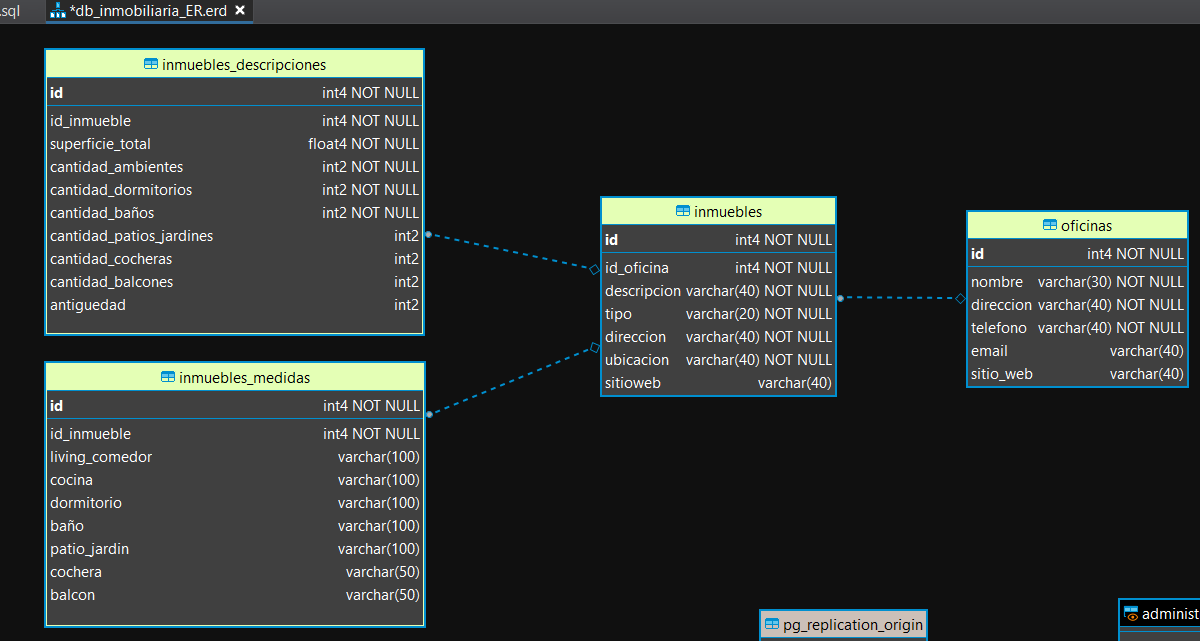 .sql
*db_inmobiliaria_ER.erd
inmuebles_descripciones
id int4 NOT NULL
id_inmueble int4 NOT NULL
superficie_total float4 NOT NULL
cantidad_ambientes int2 NOT NULL
cantidad_dormitorios int2 NOT NULL
cantidad_baños int2 NOT NULL
cantidad_patios_jardines int2
cantidad_cocheras int2
cantidad_balcones int2
antiguedad int2
inmuebles_medidas
id int4 NOT NULL
id_inmueble int4 NOT NULL
living_comedor varchar(100)
cocina varchar(100)
dormitorio varchar(100)
baño varchar(100)
patio_jardin varchar(100)
cochera varchar(50)
balcon varchar(50)
inmuebles
id int4 NOT NULL
id_oficina int4 NOT NULL
descripcion varchar(40) NOT NULL
tipo varchar(20) NOT NULL
direccion varchar(40) NOT NULL
ubicacion varchar(40) NOT NULL
sitioweb varchar(40)
oficinas
id int4 NOT NULL
nombre varchar(30) NOT NULL
direccion varchar(40) NOT NULL
telefono varchar(40) NOT NULL
email varchar(40)
sitio_web varchar(40)
pg_replication_origin
administ